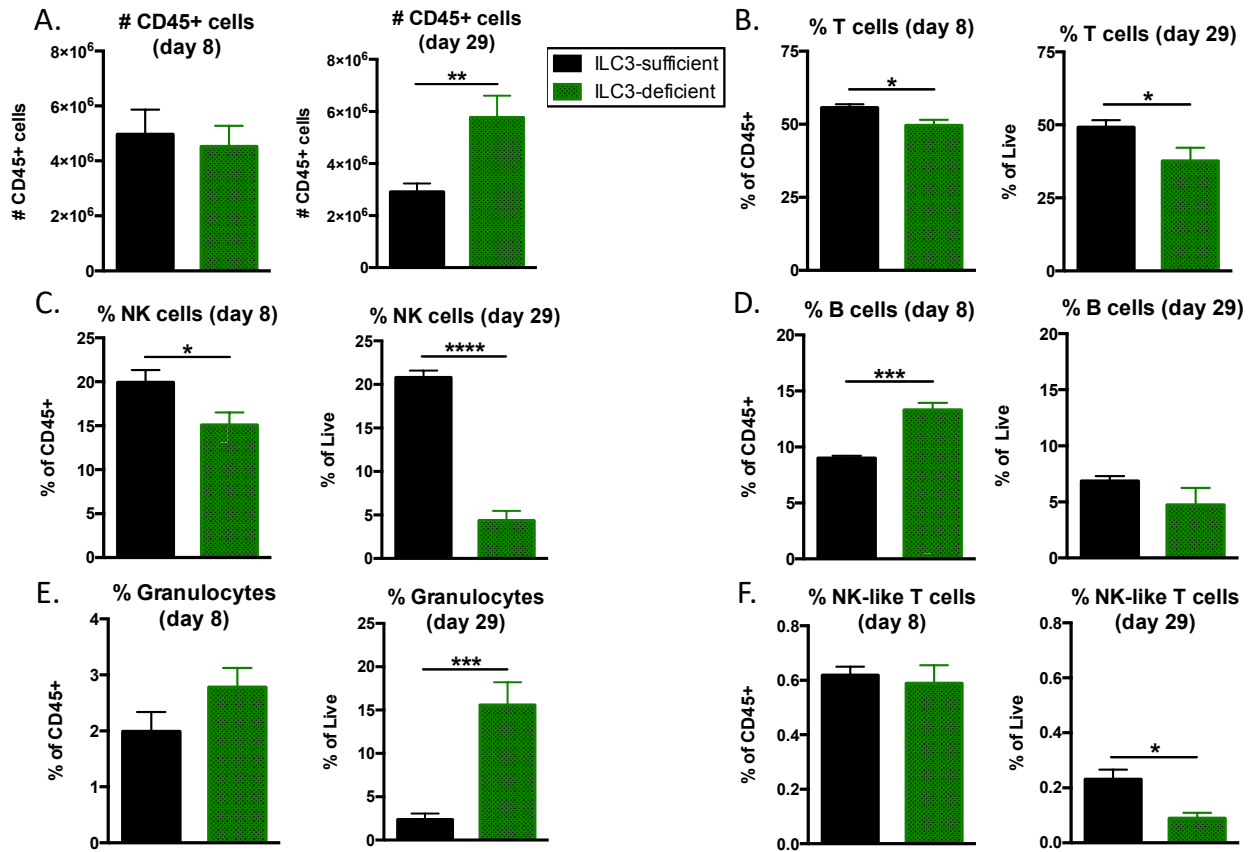 A.
# CD45+ cells
(day 8)
# CD45+ cells
8×10⁶
6×10⁶
4×10⁶
2×10⁶
0
# CD45+ cells
(day 29)
# CD45+ cells
8×10⁶
6×10⁶
4×10⁶
2×10⁶
0
**
ILC3-sufficient
ILC3-deficient
B.
% T cells (day 8)
% of CD45+
75
50
25
0
*
% T cells (day 29)
% of Live
75
50
25
0
*
C.
% NK cells (day 8)
% of CD45+
25
20
15
10
5
0
*
% NK cells (day 29)
% of Live
25
20
15
10
5
0
****
D.
% B cells (day 8)
% of CD45+
20
15
10
5
0
***
% B cells (day 29)
% of Live
20
15
10
5
0
E.
% Granulocytes
(day 8)
% of CD45+
4
3
2
1
0
% Granulocytes
(day 29)
% of Live
25
20
15
10
5
0
***
F.
% NK-like T cells
(day 8)
% of CD45+
0.8
0.6
0.4
0.2
0.0
% NK-like T cells
(day 29)
% of Live
0.8
0.6
0.4
0.2
0.0
*